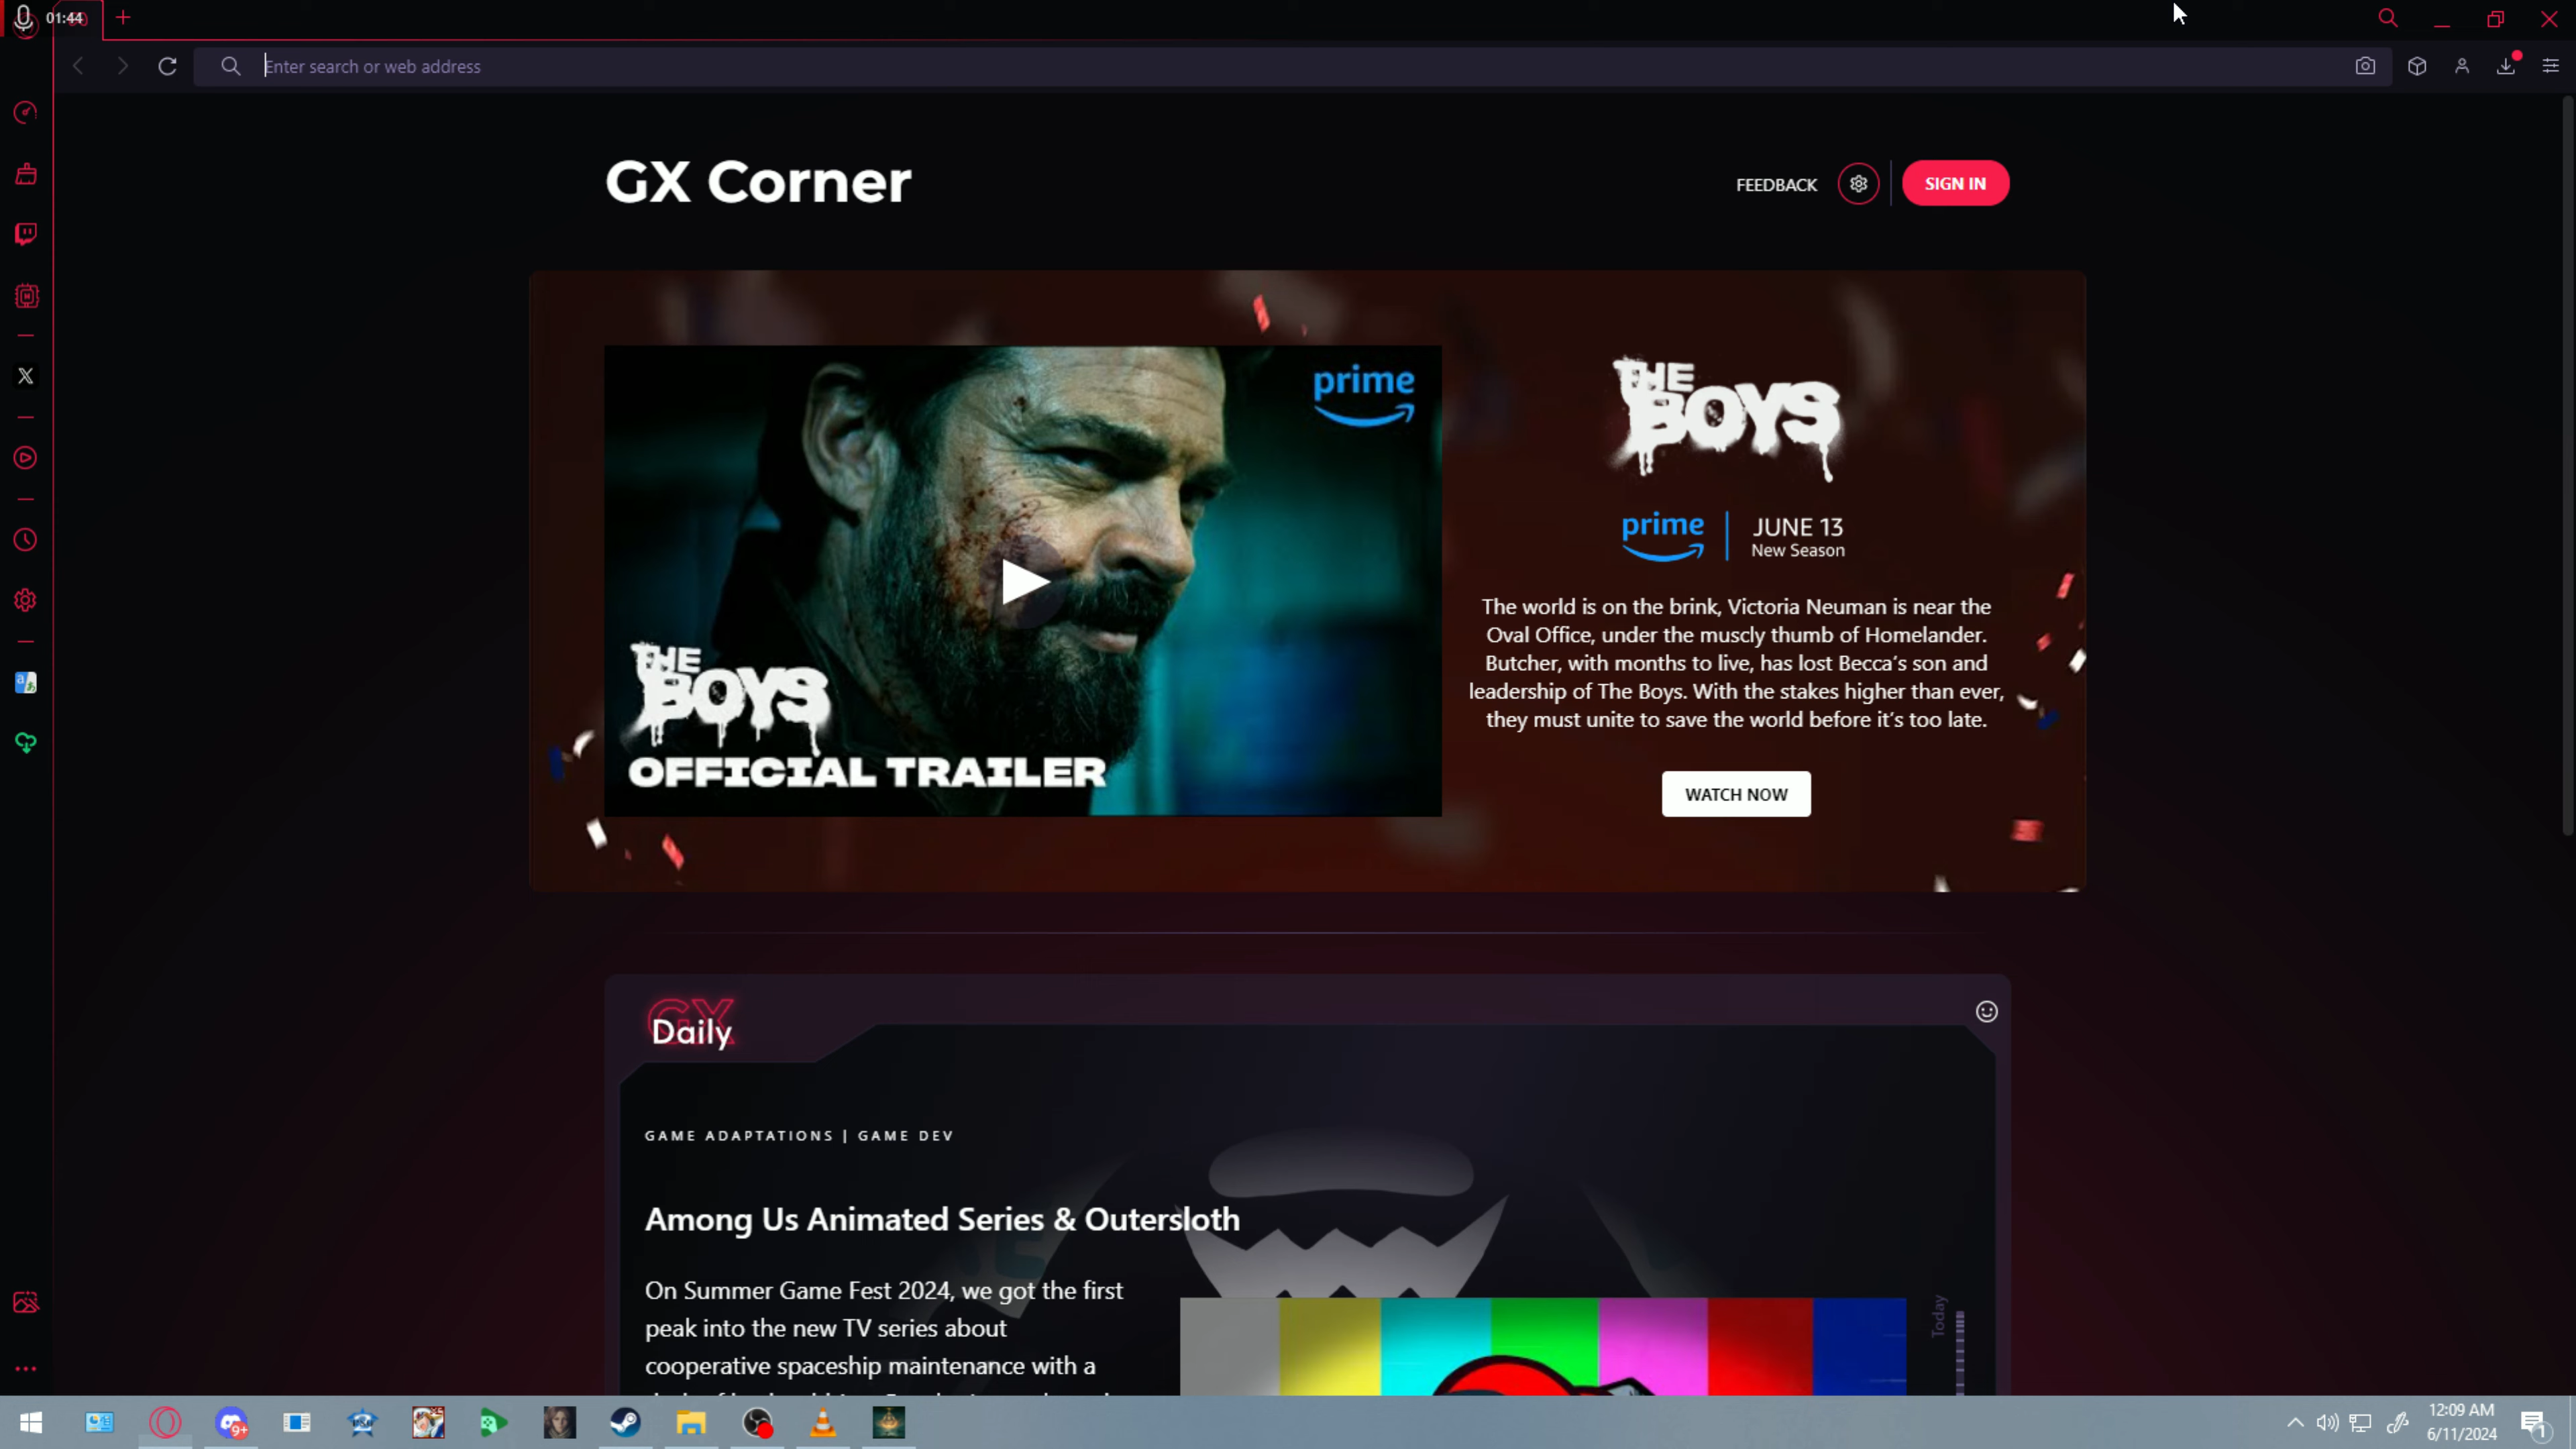 01:44
Enter search or web address
GX Corner
FEEDBACK
SIGN IN
prime
THE
BOYS
OFFICIAL TRAILER
THE
BOYS
prime
JUNE 13
New Season
The world is on the brink, Victoria Neuman is near the
Oval Office, under the muscly thumb of Homelander.
Butcher, with months to live, has lost Becca's son and
leadership of The Boys. With the stakes higher than ever,
they must unite to save the world before it's too late.
WATCH NOW
GX
Daily
GAME ADAPTATIONS | GAME DEV
Among Us Animated Series & Outersloth
On Summer Game Fest 2024, we got the first
peak into the new TV series about
cooperative spaceship maintenance with a
Today
9+
12:09 AM
6/11/2024
1